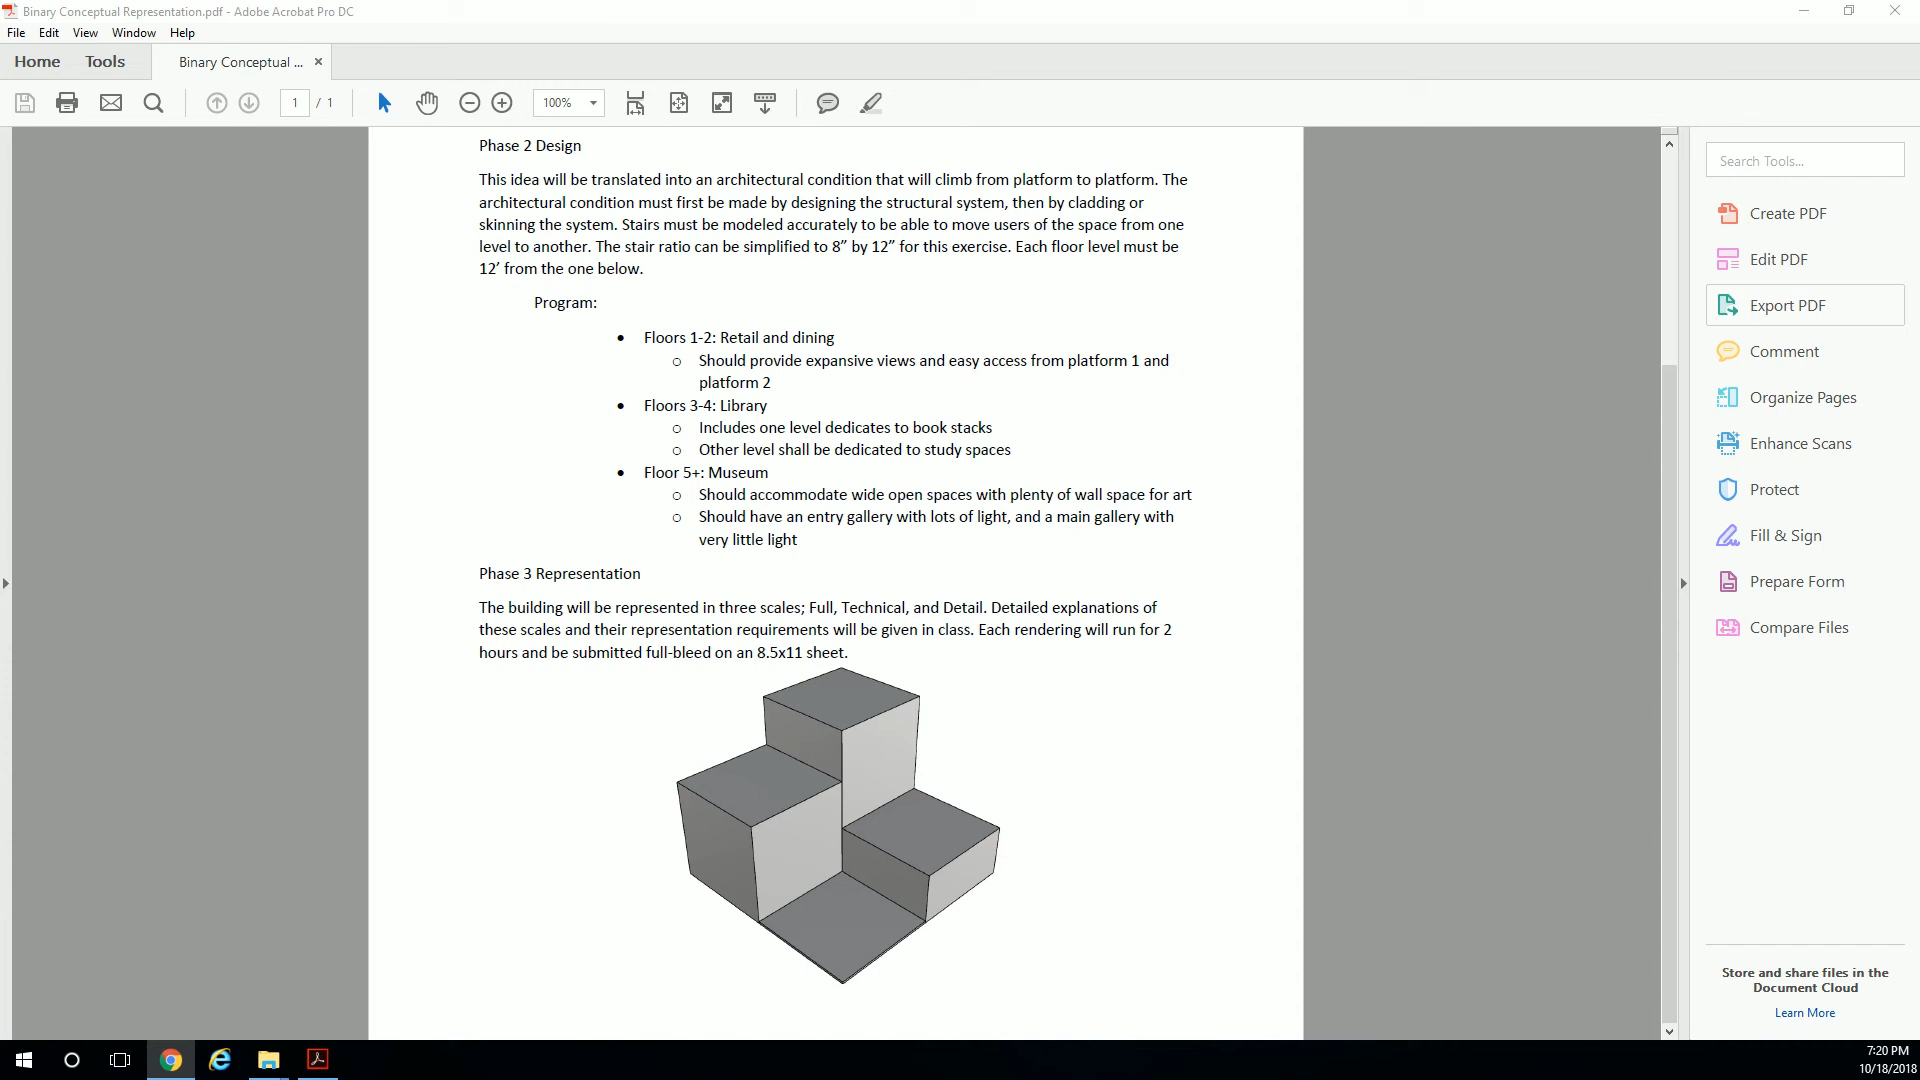 Binary Conceptual Representation.pdf - Adobe Acrobat Pro DC
File Edit View Window Help
Home Tools Binary Conceptual ... ×
1 / 1 100%
Search Tools...
Create PDF
Edit PDF
Export PDF
Comment
Organize Pages
Enhance Scans
Protect
Fill & Sign
Prepare Form
Compare Files
Store and share files in the
Document Cloud
Learn More
Phase 2 Design
This idea will be translated into an architectural condition that will climb from platform to platform. The
architectural condition must first be made by designing the structural system, then by cladding or
skinning the system. Stairs must be modeled accurately to be able to move users of the space from one
level to another. The stair ratio can be simplified to 8” by 12” for this exercise. Each floor level must be
12’ from the one below.
Program:
• Floors 1-2: Retail and dining
o Should provide expansive views and easy access from platform 1 and
platform 2
• Floors 3-4: Library
o Includes one level dedicates to book stacks
o Other level shall be dedicated to study spaces
• Floor 5+: Museum
o Should accommodate wide open spaces with plenty of wall space for art
o Should have an entry gallery with lots of light, and a main gallery with
very little light
Phase 3 Representation
The building will be represented in three scales; Full, Technical, and Detail. Detailed explanations of
these scales and their representation requirements will be given in class. Each rendering will run for 2
hours and be submitted full-bleed on an 8.5x11 sheet.
7:20 PM
10/18/2018